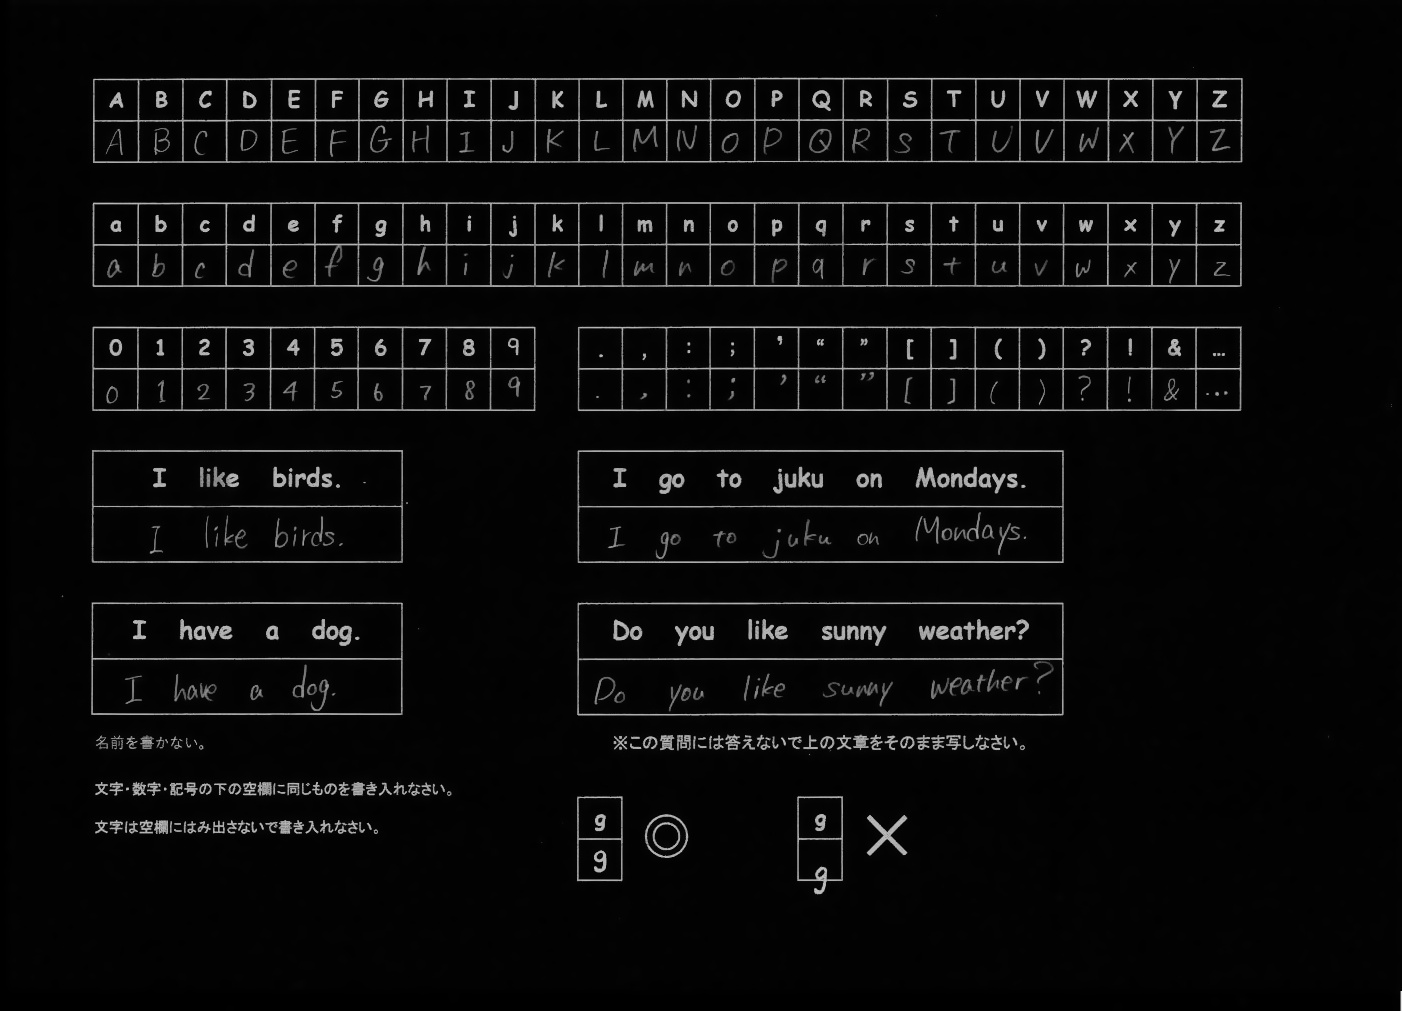 A B C D E F G H I J K L M N O P Q R S T U V W X Y Z
A B C D E F G H I J K L M N O P Q R S T U V W X Y Z
a b c d e f g h i j k l m n o p q r s t u v w x y z
a b c d e f g h i j k l m n o p q r s t u v w x y z
0 1 2 3 4 5 6 7 8 9 . , : ; ’ “ ” [ ] ( ) ? ! & …
0 1 2 3 4 5 6 7 8 9 . , : ; ’ “ ” [ ] ( ) ? ! & …
I like birds.
I like birds.
I go to juku on Mondays.
I go to juku on Mondays.
I have a dog.
I have a dog.
Do you like sunny weather?
Do you like sunny weather?
名前を書かない。
※この質問には答えないで上の文章をそのまま写しなさい。
文字・数字・記号の下の空欄に同じものを書き入れなさい。
文字は空欄にはみ出さないで書き入れなさい。
g ◎ g ×
g g